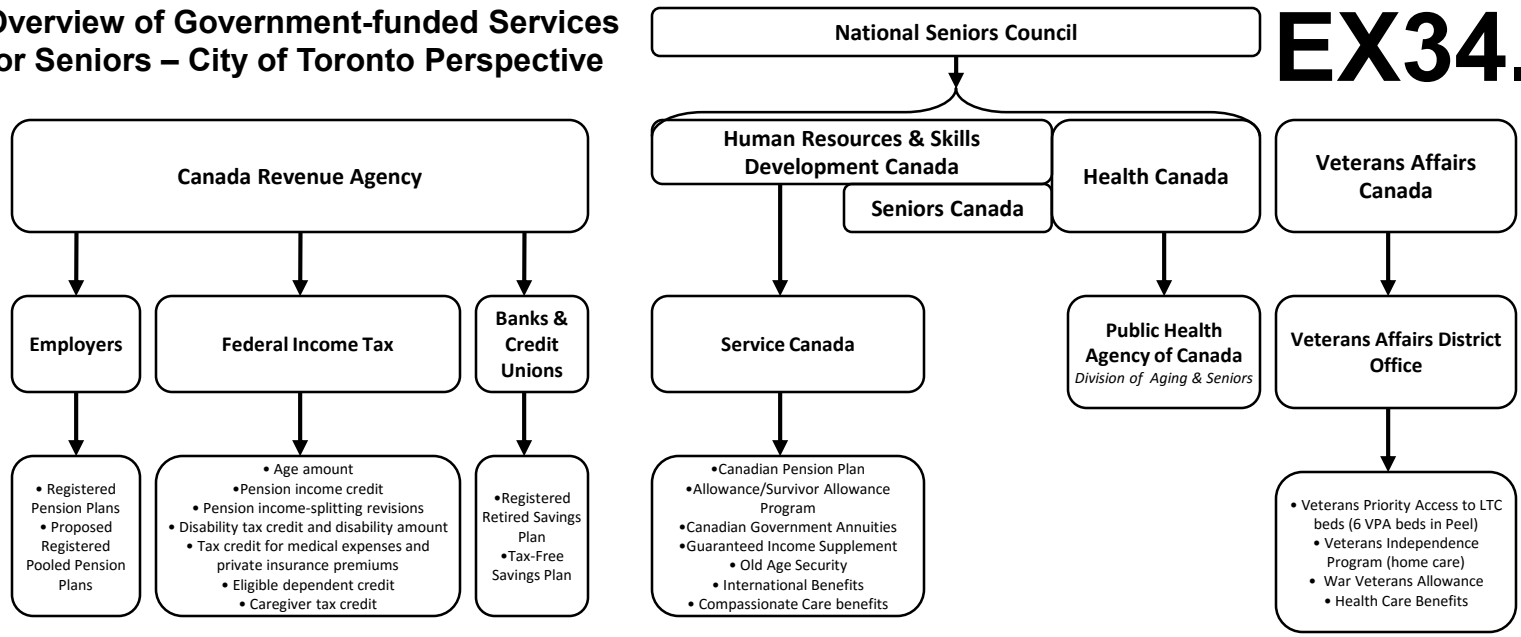 Overview of Government-funded Services
or Seniors – City of Toronto Perspective
National Seniors Council
EX34.
Canada Revenue Agency
Human Resources & Skills
Development Canada
Seniors Canada
Health Canada
Veterans Affairs
Canada
Employers
Federal Income Tax
Banks &
Credit
Unions
Service Canada
Public Health
Agency of Canada
Division of Aging & Seniors
Veterans Affairs District
Office
• Registered
Pension Plans
• Proposed
Registered
Pooled Pension
Plans
• Age amount
•Pension income credit
• Pension income-splitting revisions
• Disability tax credit and disability amount
• Tax credit for medical expenses and
private insurance premiums
• Eligible dependent credit
• Caregiver tax credit
•Registered
Retired Savings
Plan
•Tax-Free
Savings Plan
•Canadian Pension Plan
•Allowance/Survivor Allowance
Program
•Canadian Government Annuities
•Guaranteed Income Supplement
• Old Age Security
• International Benefits
• Compassionate Care benefits
• Veterans Priority Access to LTC
beds (6 VPA beds in Peel)
• Veterans Independence
Program (home care)
• War Veterans Allowance
• Health Care Benefits